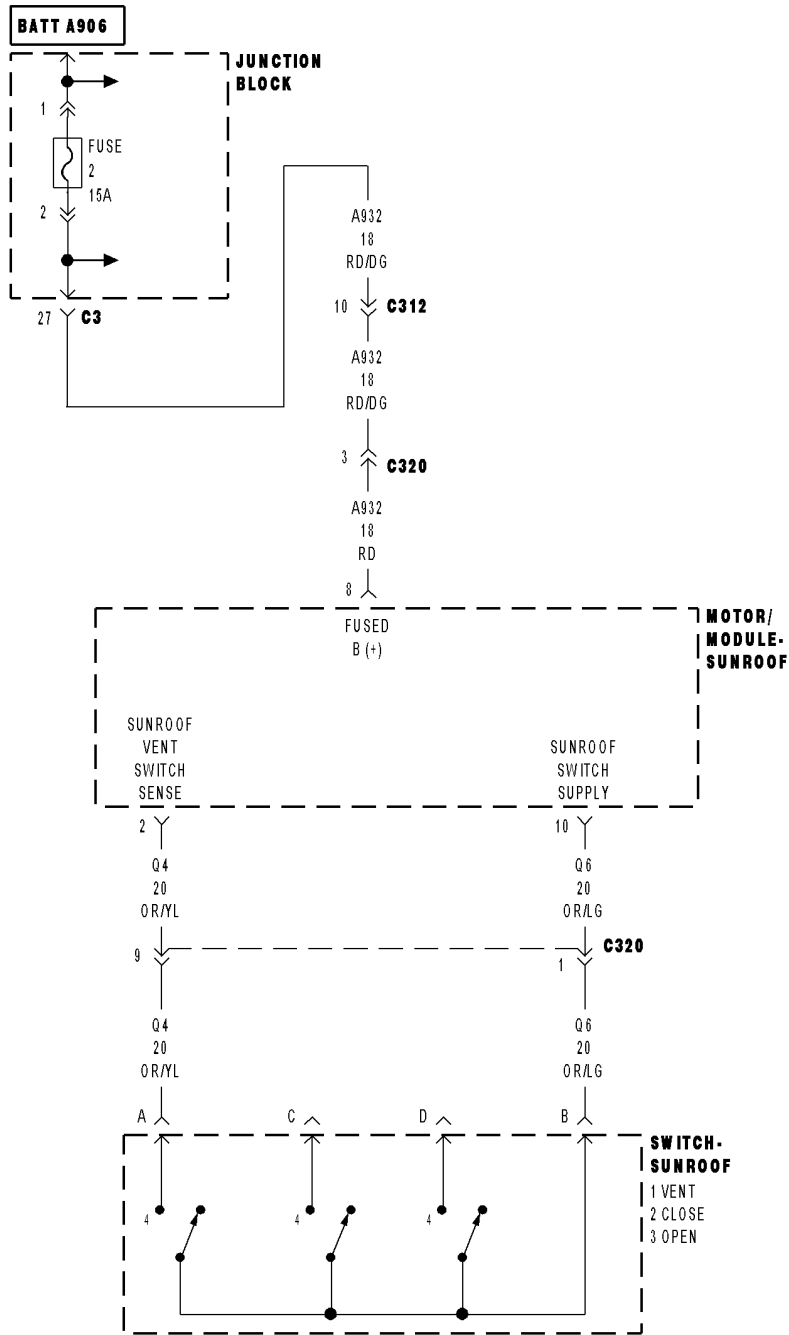 BATT A906
JUNCTION
BLOCK
1
FUSE
2
15A
2
27
C3
A932
18
RD/DG
10
C312
A932
18
RD/DG
3
C320
A932
18
RD
8
FUSED
B (+)
MOTOR/
MODULE-
SUNROOF
SUNROOF
VENT
SWITCH
SENSE
SUNROOF
SWITCH
SUPPLY
2
10
Q4
20
OR/YL
Q6
20
OR/LG
9
C320
1
Q4
20
OR/YL
Q6
20
OR/LG
A
C
D
B
SWITCH-
SUNROOF
1 VENT
2 CLOSE
3 OPEN
4
4
4